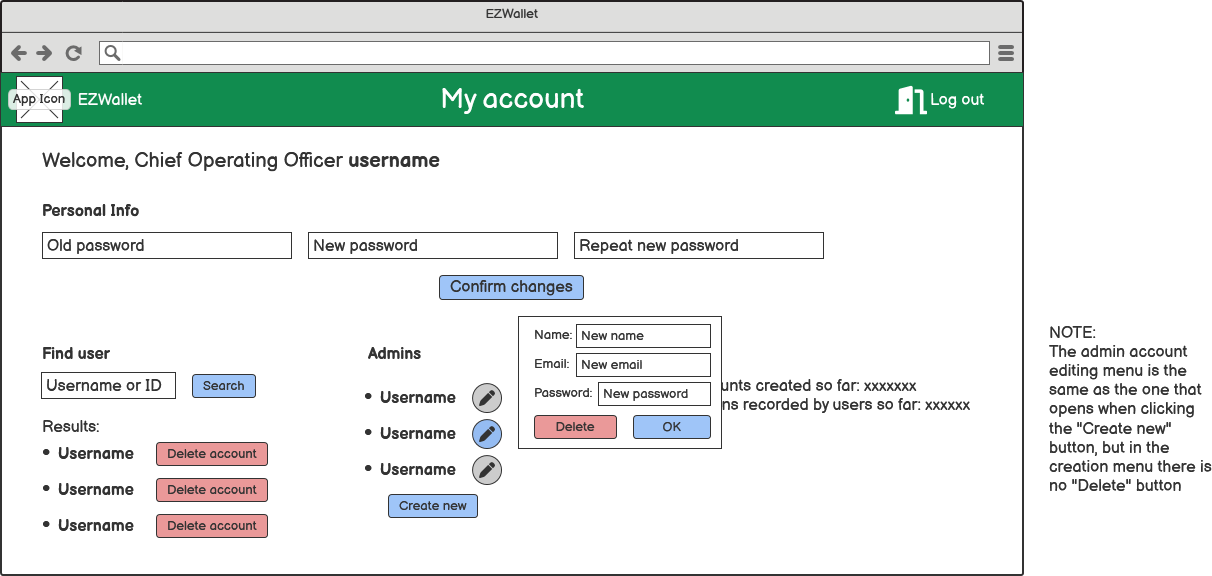 EZWallet
App Icon
EZWallet
My account
Log out
Welcome, Chief Operating Officer username
Personal Info
Old password
New password
Repeat new password
Confirm changes
Find user
Username or ID
Search
Results:
Username
Delete account
Username
Delete account
Username
Delete account
Admins
Username
Username
Username
Create new
Name:
New name
Email:
New email
Password:
New password
Delete
OK
created so far: xxxxxxx
recorded by users so far: xxxxxx
NOTE:
The admin account
editing menu is the
same as the one that
opens when clicking
the "Create new"
button, but in the
creation menu there is
no "Delete" button